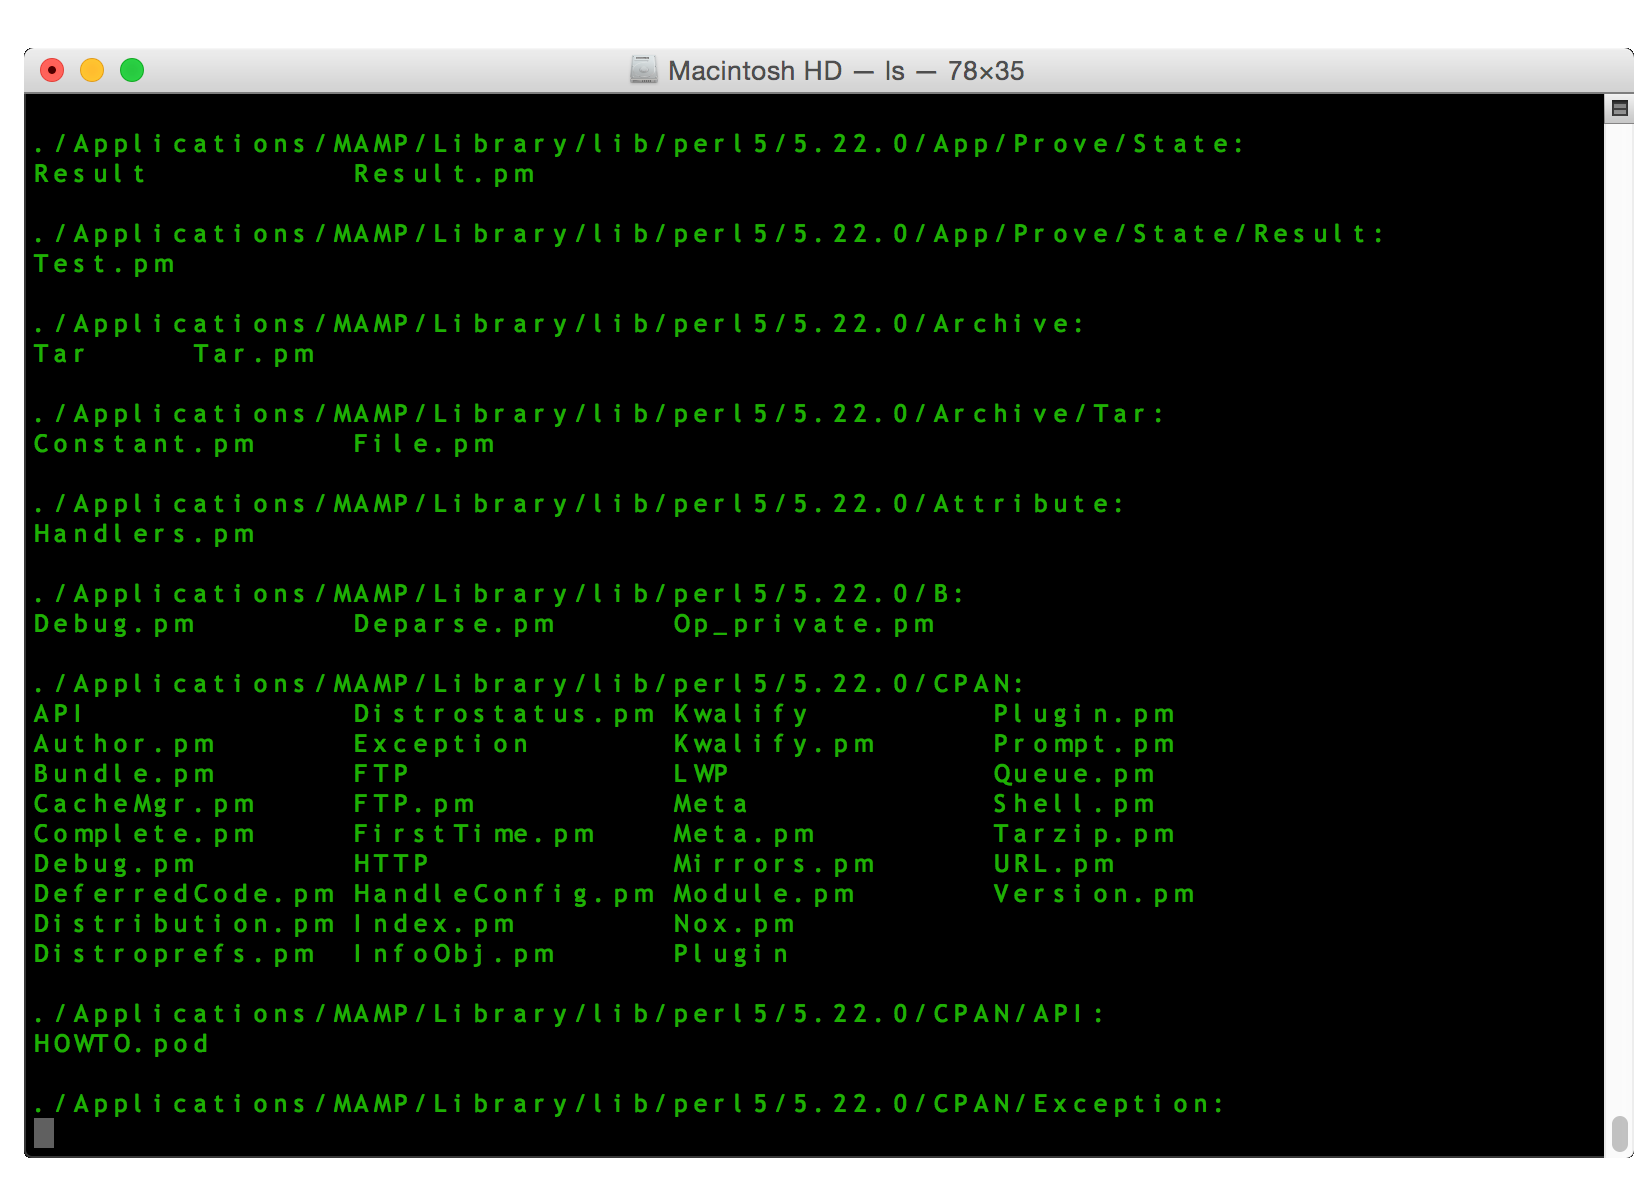 Macintosh HD — ls — 78×35
./Applications/MAMP/Library/lib/perl5/5.22.0/App/Prove/State:
Result          Result.pm
./Applications/MAMP/Library/lib/perl5/5.22.0/App/Prove/State/Result:
Test.pm
./Applications/MAMP/Library/lib/perl5/5.22.0/Archive:
Tar     Tar.pm
./Applications/MAMP/Library/lib/perl5/5.22.0/Archive/Tar:
Constant.pm     File.pm
./Applications/MAMP/Library/lib/perl5/5.22.0/Attribute:
Handlers.pm
./Applications/MAMP/Library/lib/perl5/5.22.0/B:
Debug.pm        Deparse.pm      Op_private.pm
./Applications/MAMP/Library/lib/perl5/5.22.0/CPAN:
API             Distrostatus.pm Kwalify         Plugin.pm
Author.pm       Exception       Kwalify.pm      Prompt.pm
Bundle.pm       FTP             LWP             Queue.pm
CacheMgr.pm     FTP.pm          Meta            Shell.pm
Complete.pm     FirstTime.pm    Meta.pm         Tarzip.pm
Debug.pm        HTTP            Mirrors.pm      URL.pm
DeferredCode.pm HandleConfig.pm Module.pm       Version.pm
Distribution.pm Index.pm        Nox.pm
Distroprefs.pm  InfoObj.pm      Plugin
./Applications/MAMP/Library/lib/perl5/5.22.0/CPAN/API:
HOWTO.pod
./Applications/MAMP/Library/lib/perl5/5.22.0/CPAN/Exception: